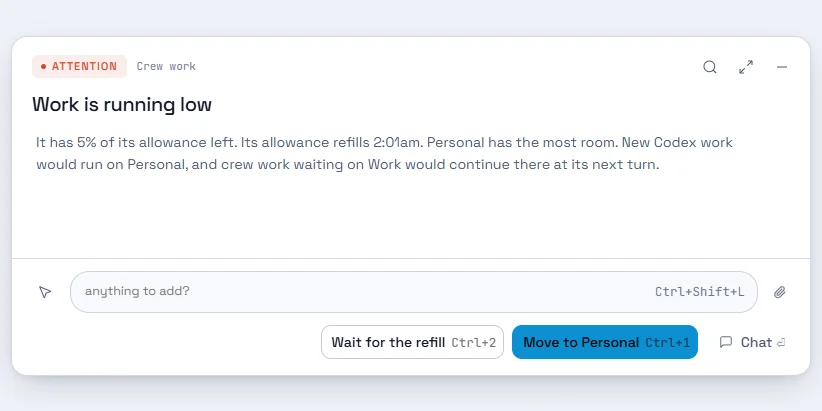 ATTENTION Crew work
Work is running low
It has 5% of its allowance left. Its allowance refills 2:01am. Personal has the most room. New Codex work
would run on Personal, and crew work waiting on Work would continue there at its next turn.
anything to add? Ctrl+Shift+L
Wait for the refill Ctrl+2 Move to Personal Ctrl+1 Chat ⏎